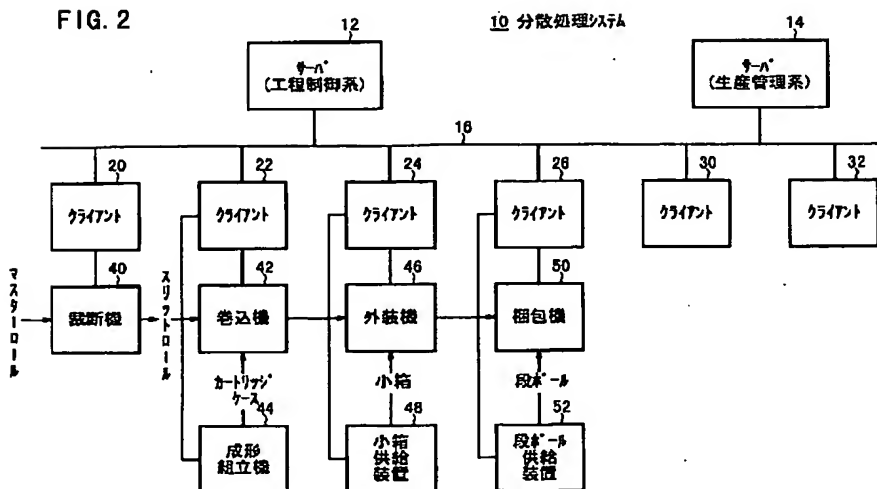 FIG. 2
10 分散処理システム
12
サーバ
(工程制御系)
14
サーバ
(生産管理系)
16
20
クライアント
22
クライアント
24
クライアント
26
クライアント
30
クライアント
32
クライアント
マスターロール
40
裁断機
スリットロール
42
巻込機
46
外装機
50
梱包機
カートリッジ
ケース
小箱
段ボール
44
成形
組立機
48
小箱
供給
装置
52
段ボール
供給
装置